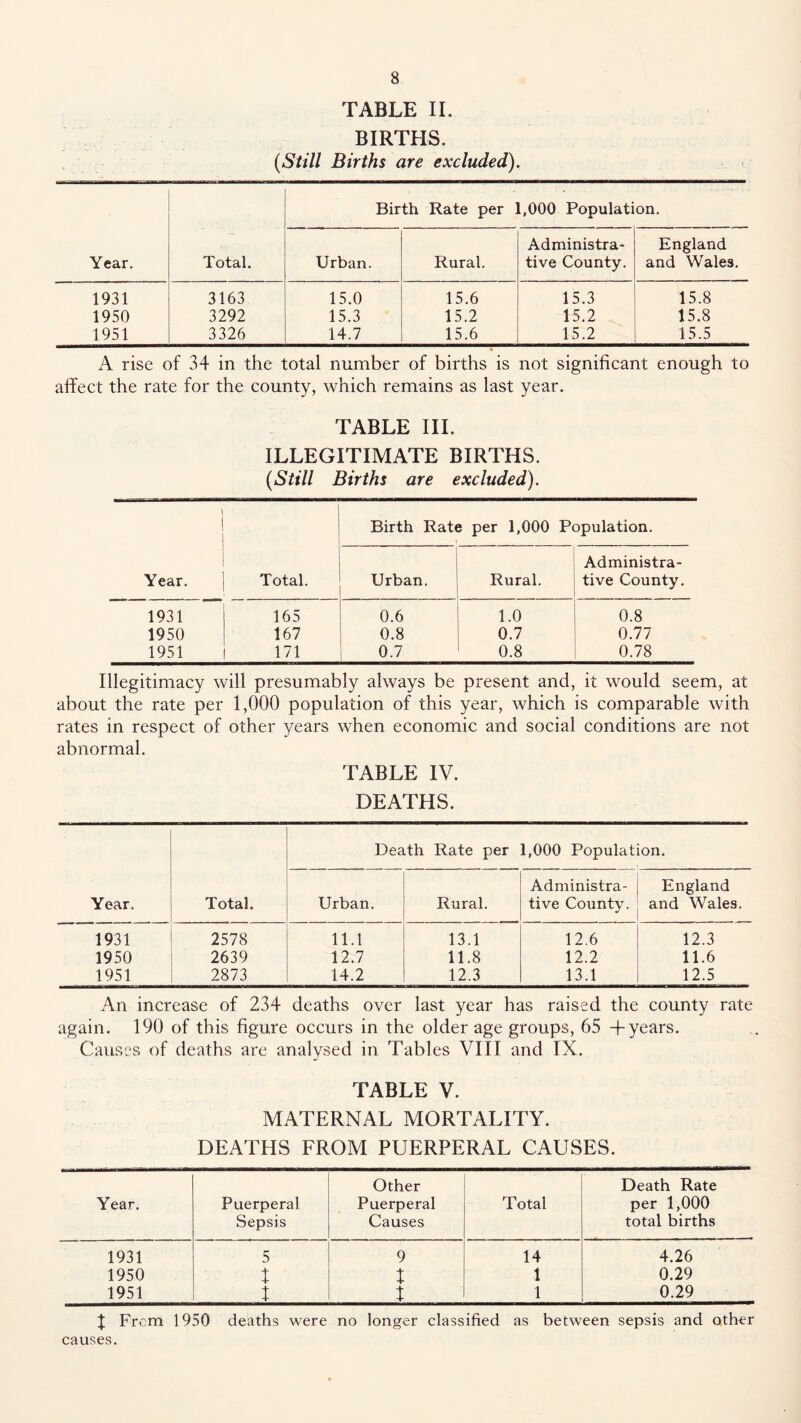 8
TABLE II.
BIRTHS.
(Still Births are excluded).
Birth Rate per 1,000 Population.
Year. Total. Urban. Rural. Administra-tive County. England and Wales.
1931 3163 15.0 15.6 15.3 15.8
1950 3292 15.3 15.2 15.2 15.8
1951 3326 14.7 15.6 15.2 15.5
A rise of 34 in the total number of births is not significant enough to
affect the rate for the county, which remains as last year.
TABLE III.
ILLEGITIMATE BIRTHS.
(Still Births are excluded).
Birth Rate per 1,000 Population.
Year. Total. Urban. Rural. Administra-tive County.
1931 165 0.6 1.0 0.8
1950 167 0.8 0.7 0.77
1951 171 0.7 0.8 0.78
Illegitimacy will presumably always be present and, it would seem, at
about the rate per 1,000 population of this year, which is comparable with
rates in respect of other years when economic and social conditions are not
abnormal.
TABLE IV.
DEATHS.
Death Rate per 1,000 Population.
Year. Total. Urban. Rural. Administra-tive County. England and Wales.
1931 2578 11.1 13.1 12.6 12.3
1950 2639 12.7 11.8 12.2 11.6
1951 2873 14.2 12.3 13.1 12.5
An increase of 234 deaths over last year has raised the county rate
again. 190 of this figure occurs in the older age groups, 65 +years.
Causes of deaths are analysed in Tables VIII and IX.
TABLE V.
MATERNAL MORTALITY.
DEATHS FROM PUERPERAL CAUSES.
Year. Puerperal Sepsis Other Puerperal Causes Total Death Rate per 1,000 total births
1931 5 9 14 4.26
1950 ‡ ‡ 1 0.29
1951 ‡ ‡ 1 0.29
‡ From 1950 deaths were no longer classified as between sepsis and other
causes.